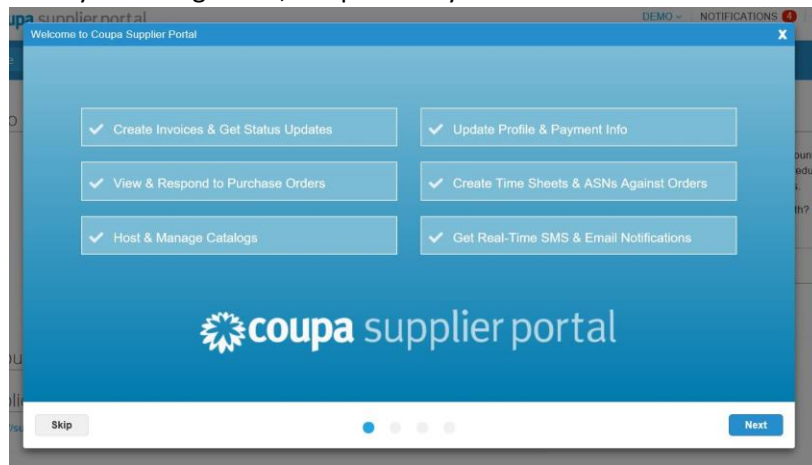 supplier portal
DEMO
NOTIFICATIONS 4
Welcome to Coupa Supplier Portal
X
Create Invoices & Get Status Updates
Update Profile & Payment Info
View & Respond to Purchase Orders
Create Time Sheets & ASNs Against Orders
Host & Manage Catalogs
Get Real-Time SMS & Email Notifications
coupa supplier portal
Skip
Next